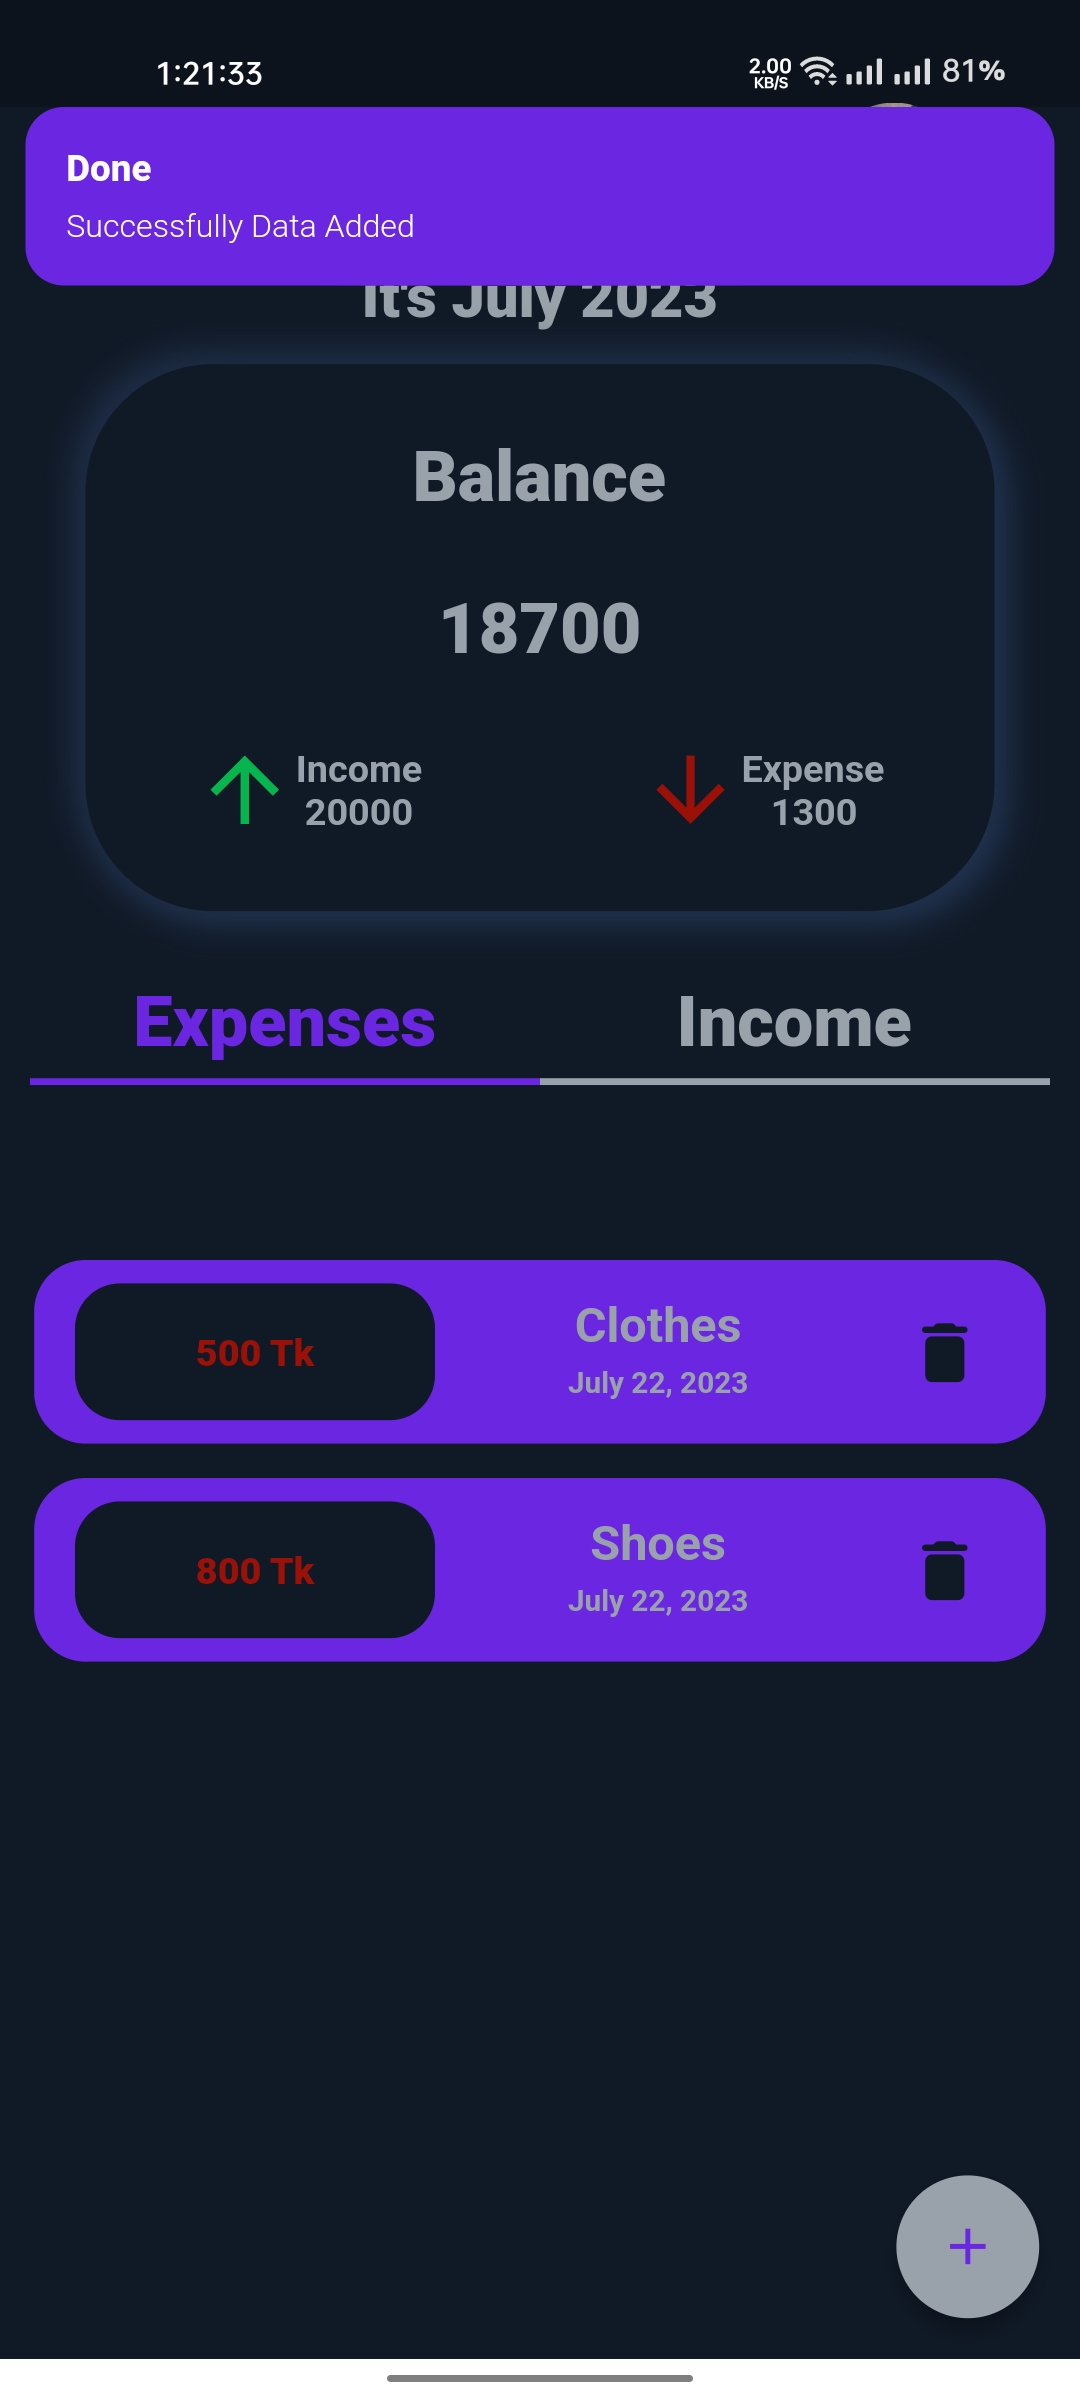 1:21:33
2.00
KB/S
81%
Done
Successfully Data Added
It's July 2023
Balance
18700
Income
20000
Expense
1300
Expenses
Income
500 Tk
Clothes
July 22, 2023
800 Tk
Shoes
July 22, 2023